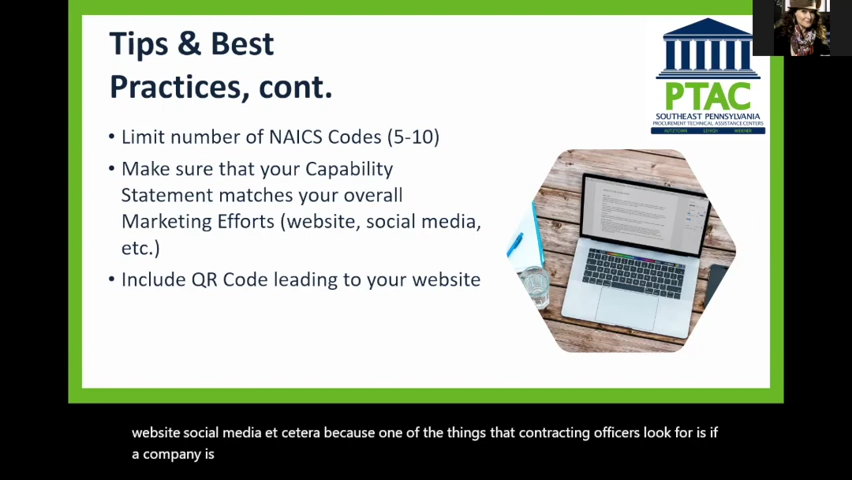 Tips & Best
Practices, cont.
• Limit number of NAICS Codes (5-10)
• Make sure that your Capability
Statement matches your overall
Marketing Efforts (website, social media,
etc.)
• Include QR Code leading to your website
PTAC
SOUTHEAST PENNSYLVANIA
PROCUREMENT TECHNICAL ASSISTANCE CENTERS
KUTZTOWN LEHIGH WIDENER
website social media et cetera because one of the things that contracting officers look for is if
a company is